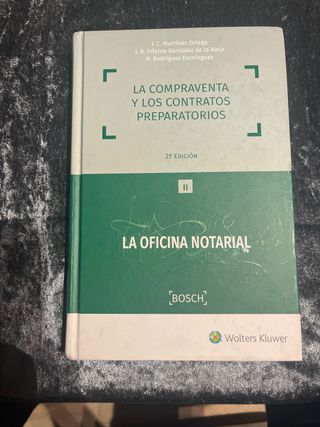 J. C. Martínez Ortega
J. R. Infante González de la Aleja
R. Rodríguez Domínguez
LA COMPRAVENTA
Y LOS CONTRATOS
PREPARATORIOS
2ª EDICIÓN
II
LA OFICINA NOTARIAL
[BOSCH]
Wolters Kluwer